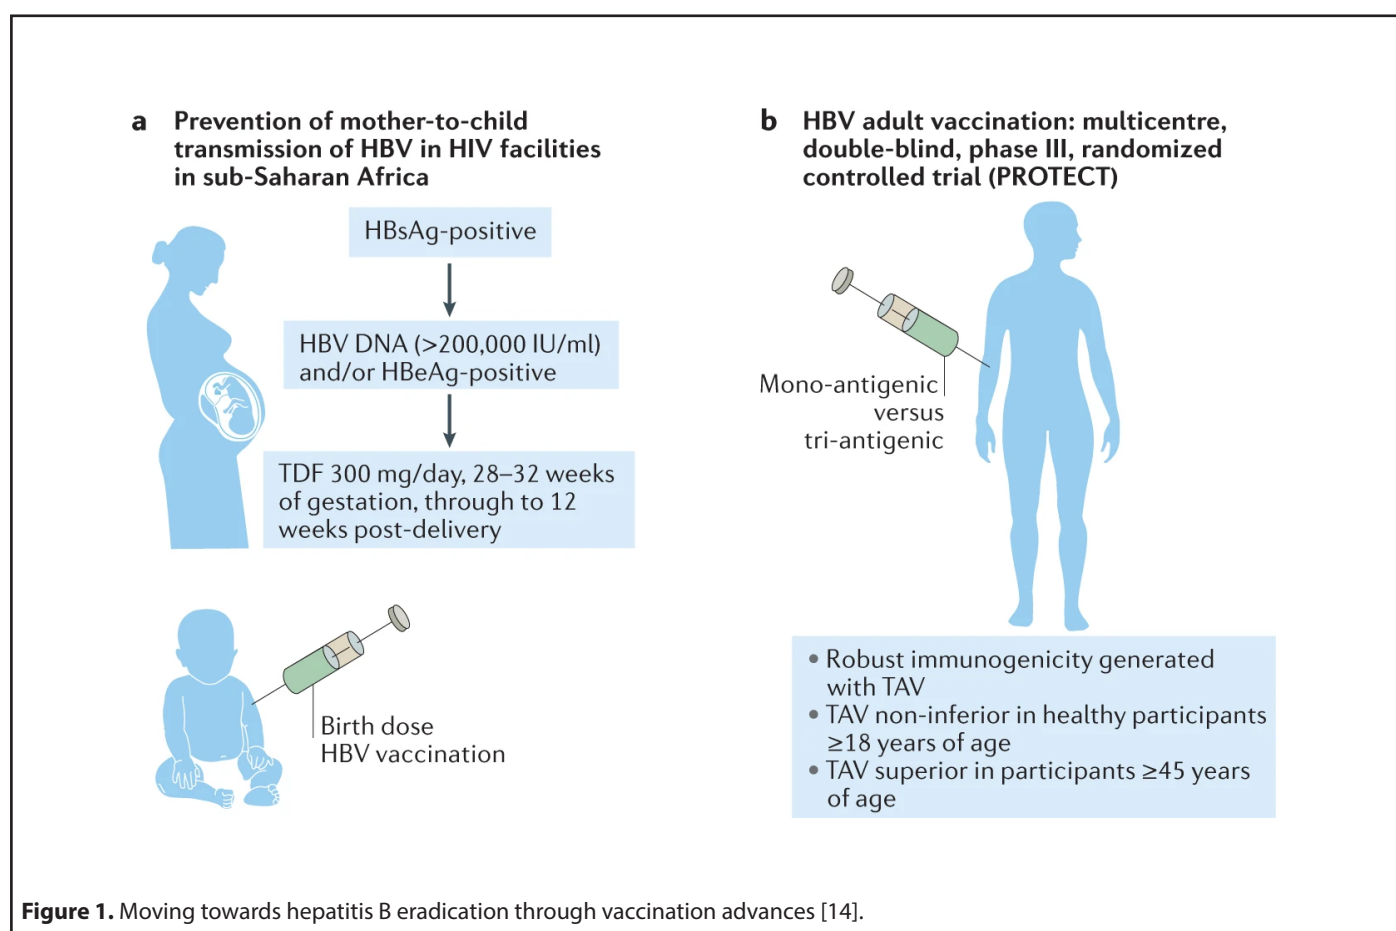 a Prevention of mother-to-child
transmission of HBV in HIV facilities
in sub-Saharan Africa
HBsAg-positive
HBV DNA (>200,000 IU/ml)
and/or HBeAg-positive
TDF 300 mg/day, 28–32 weeks
of gestation, through to 12
weeks post-delivery
Birth dose
HBV vaccination
b HBV adult vaccination: multicentre,
double-blind, phase III, randomized
controlled trial (PROTECT)
Mono-antigenic
versus
tri-antigenic
• Robust immunogenicity generated
with TAV
• TAV non-inferior in healthy participants
≥18 years of age
• TAV superior in participants ≥45 years
of age
Figure 1. Moving towards hepatitis B eradication through vaccination advances [14].